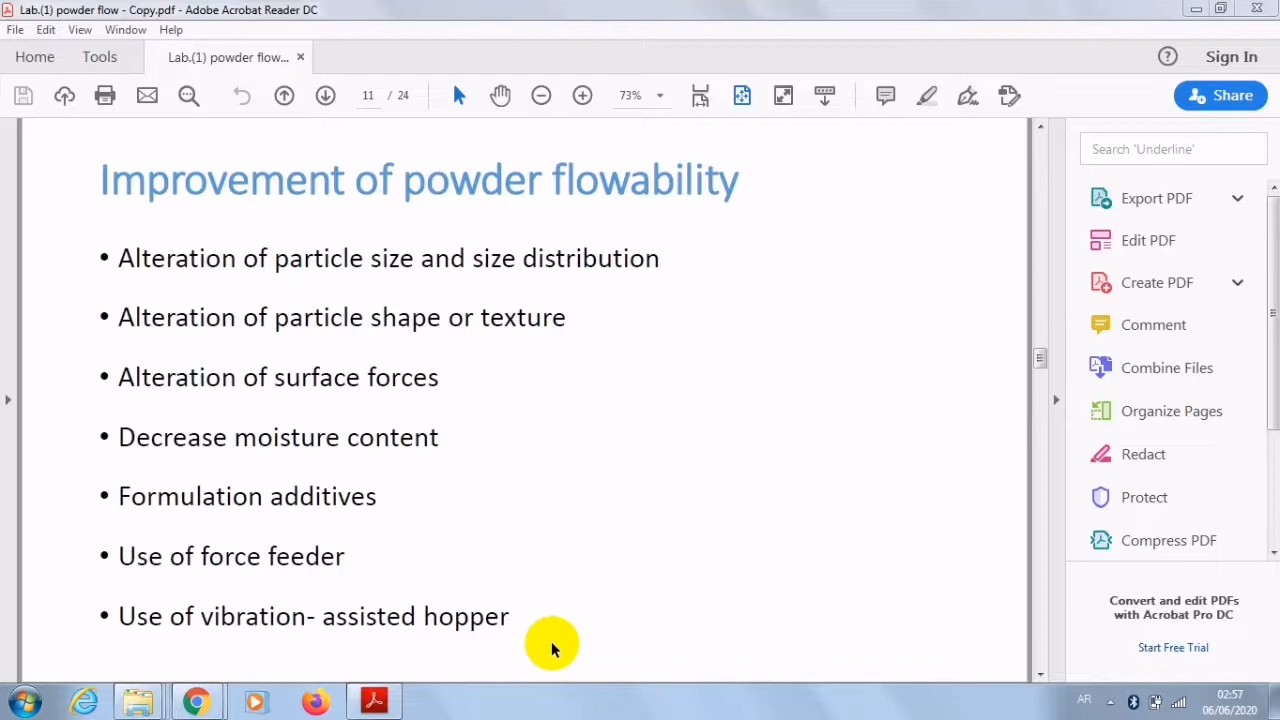 Lab.(1) powder flow - Copy.pdf - Adobe Acrobat Reader DC
File Edit View Window Help
Home Tools Lab.(1) powder flow... × ? Sign In
11 / 24 73% Share
Improvement of powder flowability
• Alteration of particle size and size distribution
• Alteration of particle shape or texture
• Alteration of surface forces
• Decrease moisture content
• Formulation additives
• Use of force feeder
• Use of vibration- assisted hopper
Search 'Underline'
Export PDF
Edit PDF
Create PDF
Comment
Combine Files
Organize Pages
Redact
Protect
Compress PDF
Convert and edit PDFs
with Acrobat Pro DC
Start Free Trial
AR 02:57
06/06/2020